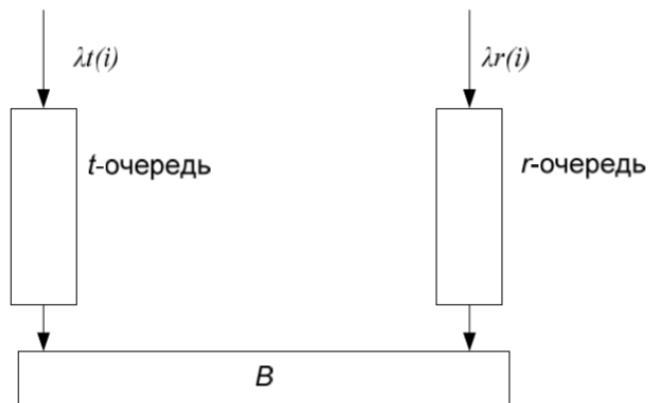 λt(i)
λr(i)
t-очередь
r-очередь
B